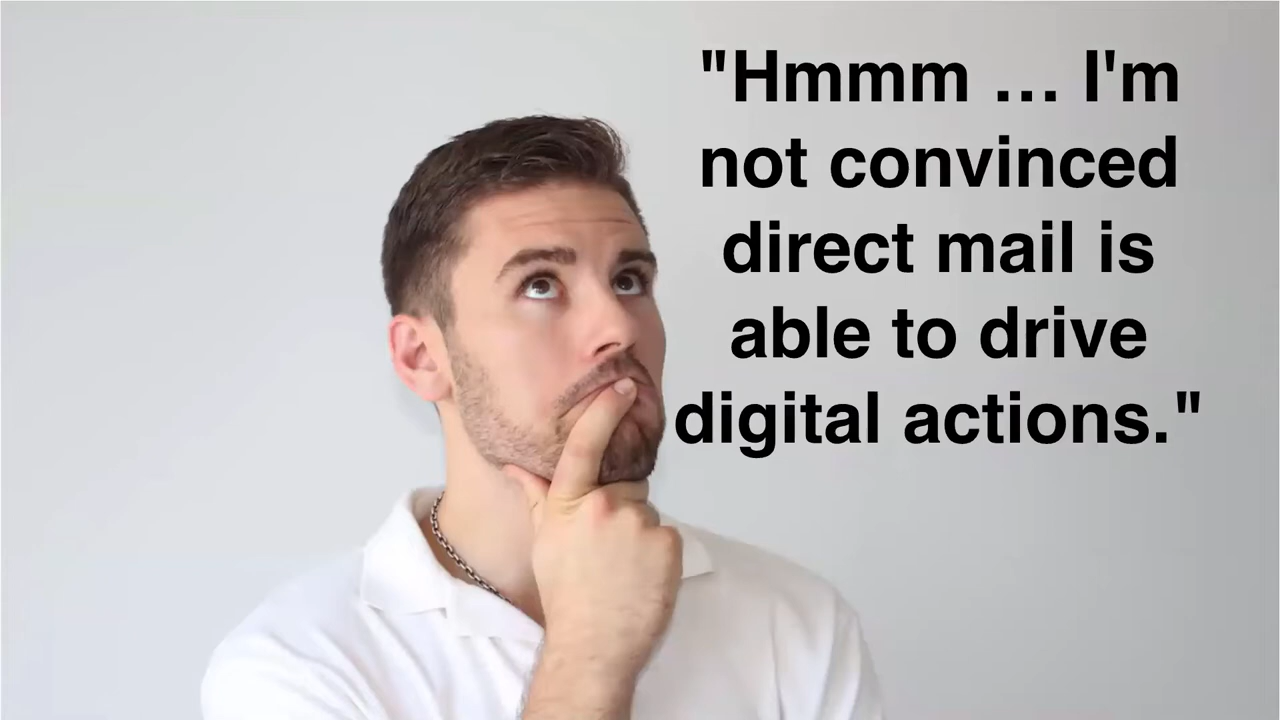 "Hmmm … I'm
not convinced
direct mail is
able to drive
digital actions."